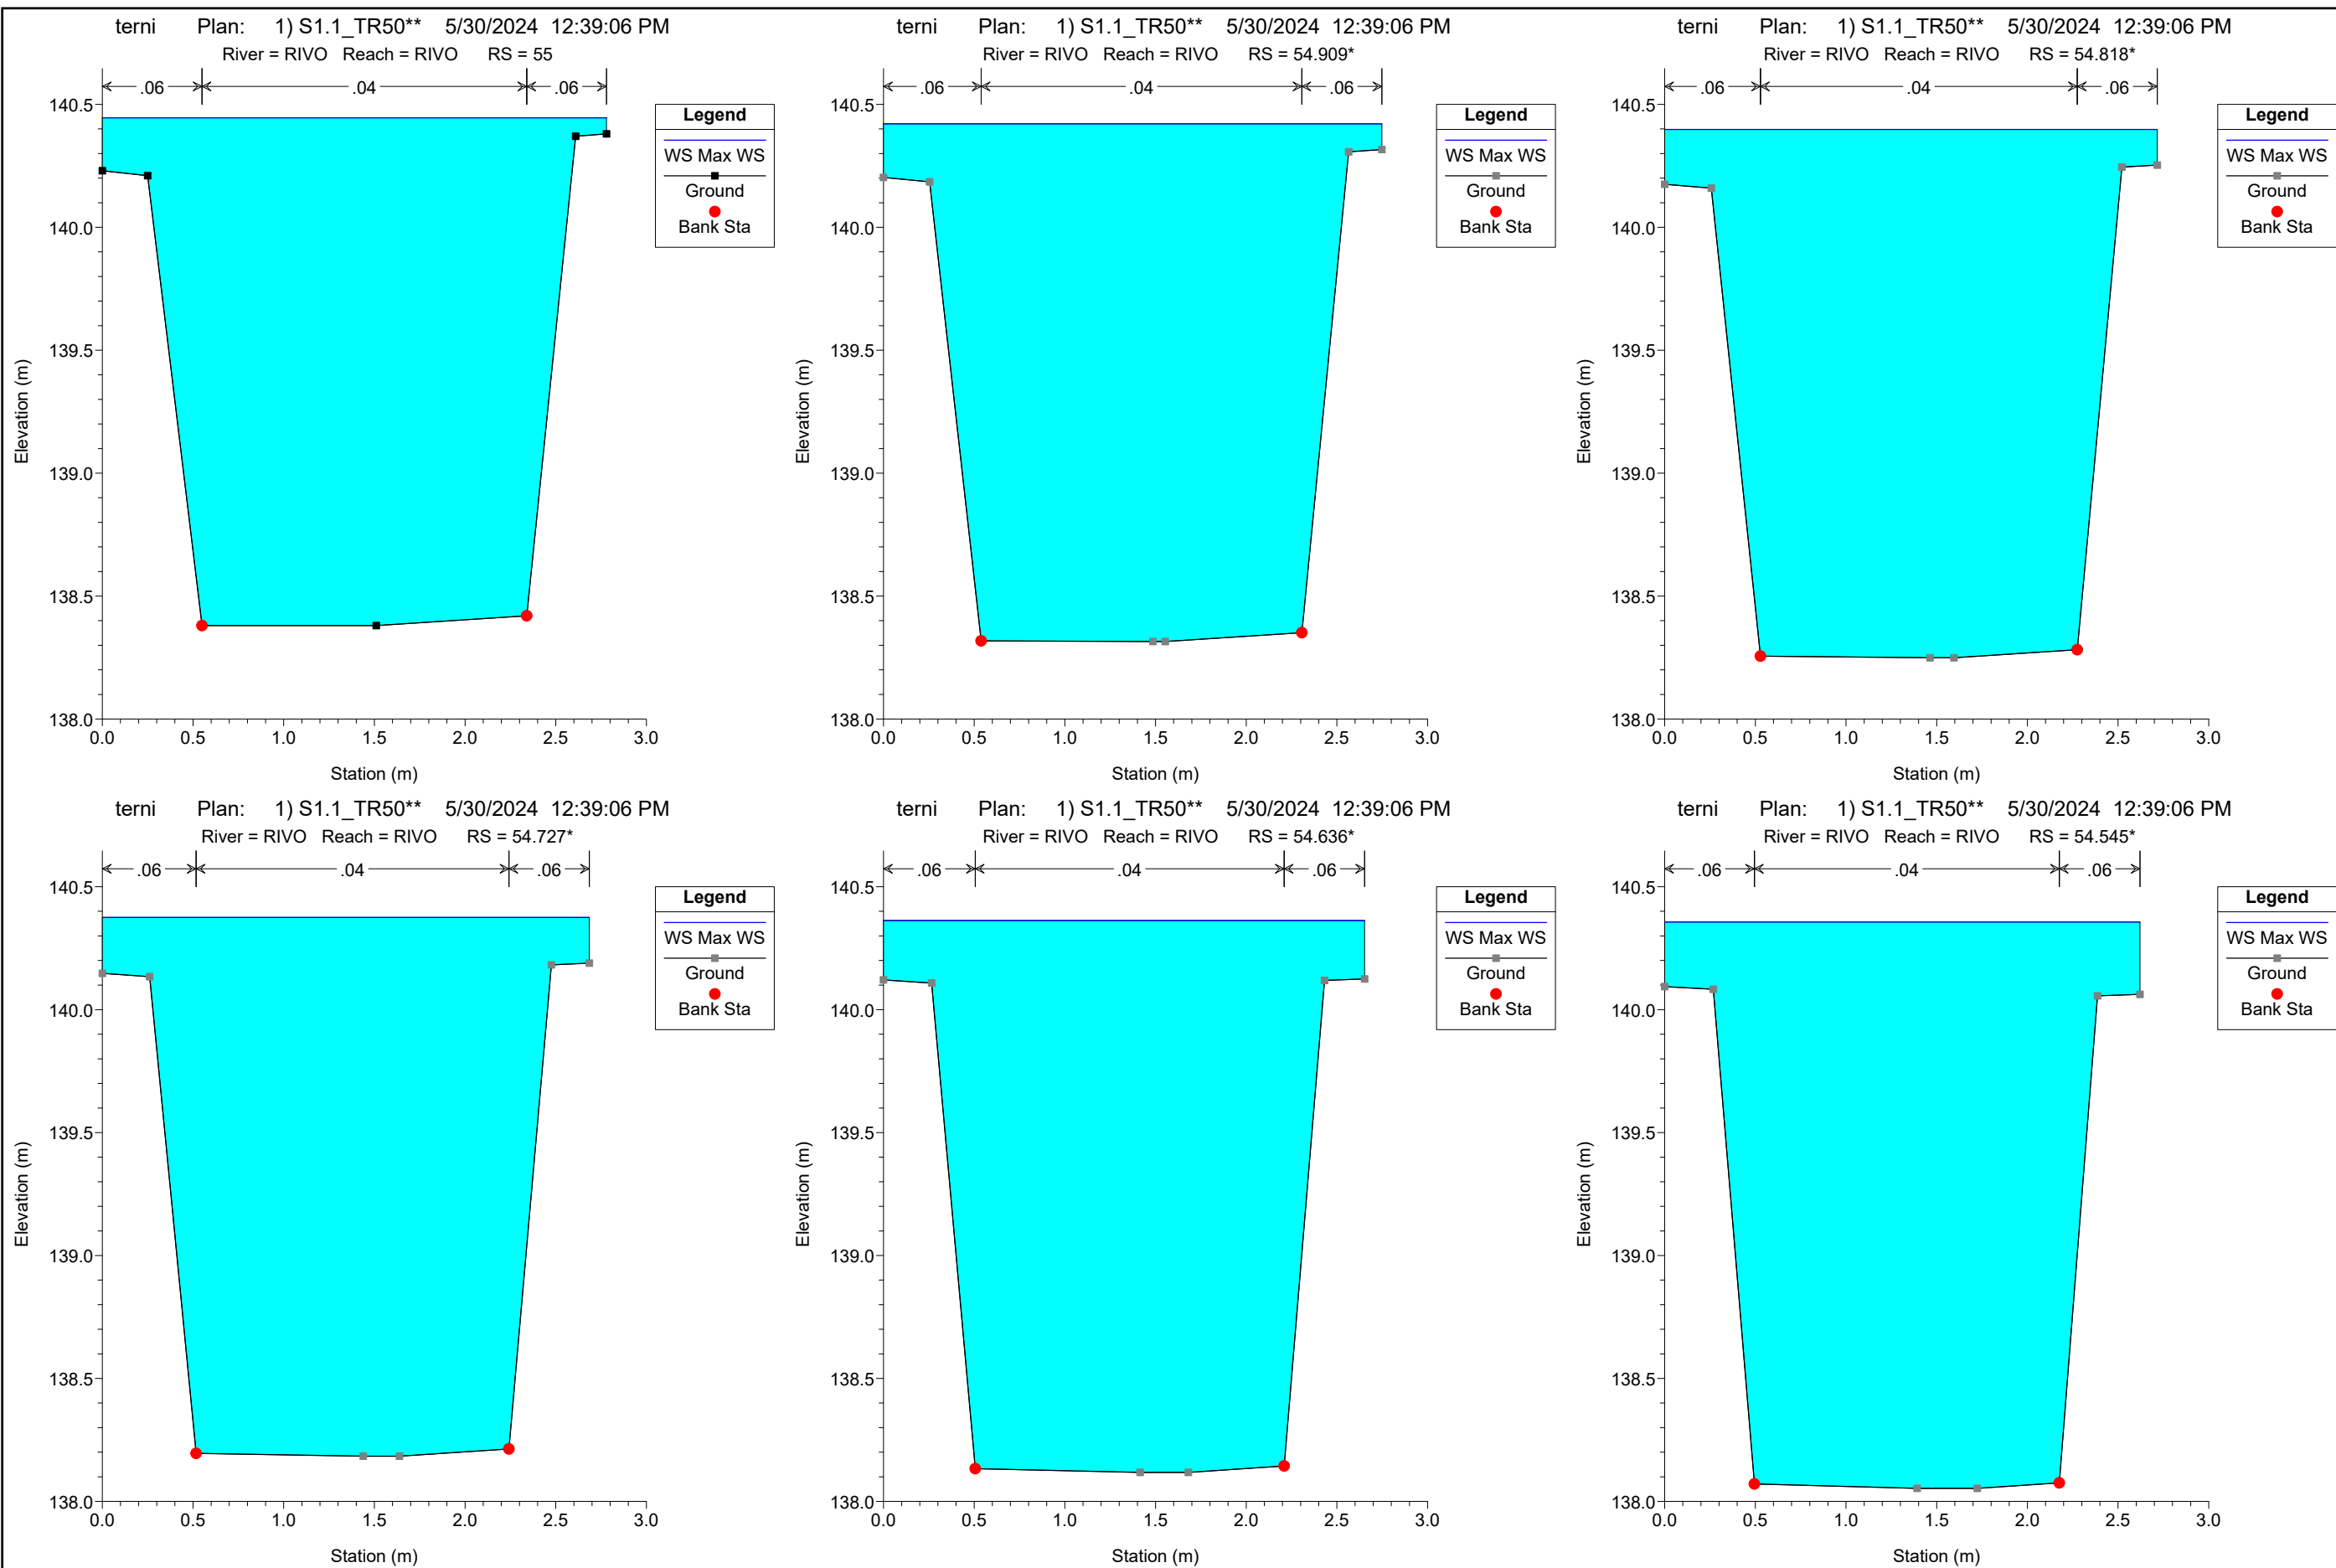 terni Plan: 1) S1.1_TR50** 5/30/2024 12:39:06 PM
River = RIVO Reach = RIVO RS = 55
.06 .04 .06
140.5
140.0
139.5
139.0
138.5
138.0
0.0 0.5 1.0 1.5 2.0 2.5 3.0
Station (m)
Elevation (m)
Legend
WS Max WS
Ground
Bank Sta
terni Plan: 1) S1.1_TR50** 5/30/2024 12:39:06 PM
River = RIVO Reach = RIVO RS = 54.909*
.06 .04 .06
140.5
140.0
139.5
139.0
138.5
138.0
0.0 0.5 1.0 1.5 2.0 2.5 3.0
Station (m)
Elevation (m)
Legend
WS Max WS
Ground
Bank Sta
terni Plan: 1) S1.1_TR50** 5/30/2024 12:39:06 PM
River = RIVO Reach = RIVO RS = 54.818*
.06 .04 .06
140.5
140.0
139.5
139.0
138.5
138.0
0.0 0.5 1.0 1.5 2.0 2.5 3.0
Station (m)
Elevation (m)
Legend
WS Max WS
Ground
Bank Sta
terni Plan: 1) S1.1_TR50** 5/30/2024 12:39:06 PM
River = RIVO Reach = RIVO RS = 54.727*
.06 .04 .06
140.5
140.0
139.5
139.0
138.5
138.0
0.0 0.5 1.0 1.5 2.0 2.5 3.0
Station (m)
Elevation (m)
Legend
WS Max WS
Ground
Bank Sta
terni Plan: 1) S1.1_TR50** 5/30/2024 12:39:06 PM
River = RIVO Reach = RIVO RS = 54.636*
.06 .04 .06
140.5
140.0
139.5
139.0
138.5
138.0
0.0 0.5 1.0 1.5 2.0 2.5 3.0
Station (m)
Elevation (m)
Legend
WS Max WS
Ground
Bank Sta
terni Plan: 1) S1.1_TR50** 5/30/2024 12:39:06 PM
River = RIVO Reach = RIVO RS = 54.545*
.06 .04 .06
140.5
140.0
139.5
139.0
138.5
138.0
0.0 0.5 1.0 1.5 2.0 2.5 3.0
Station (m)
Elevation (m)
Legend
WS Max WS
Ground
Bank Sta